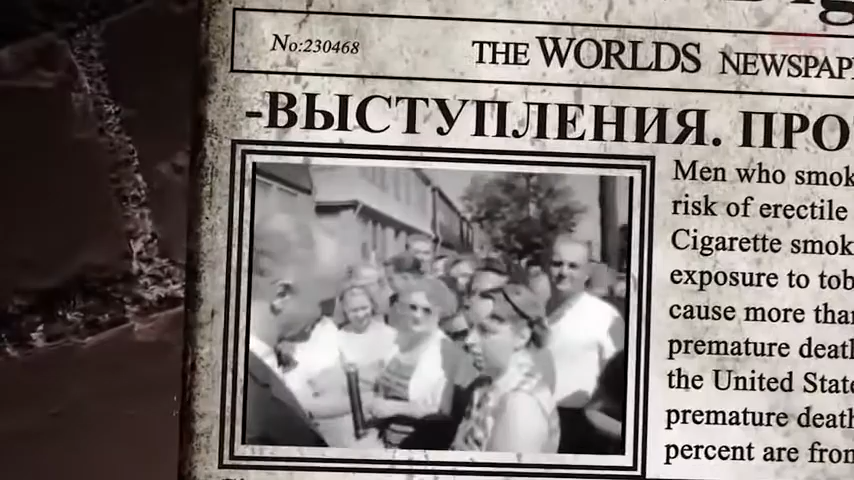 No:230468
THE WORLDS NEWSPAP
-ВЫСТУПЛЕНИЯ. ПРО
Men who smok
risk of erectile
Cigarette smok
exposure to tob
cause more than
premature death
the United State
premature death
percent are from